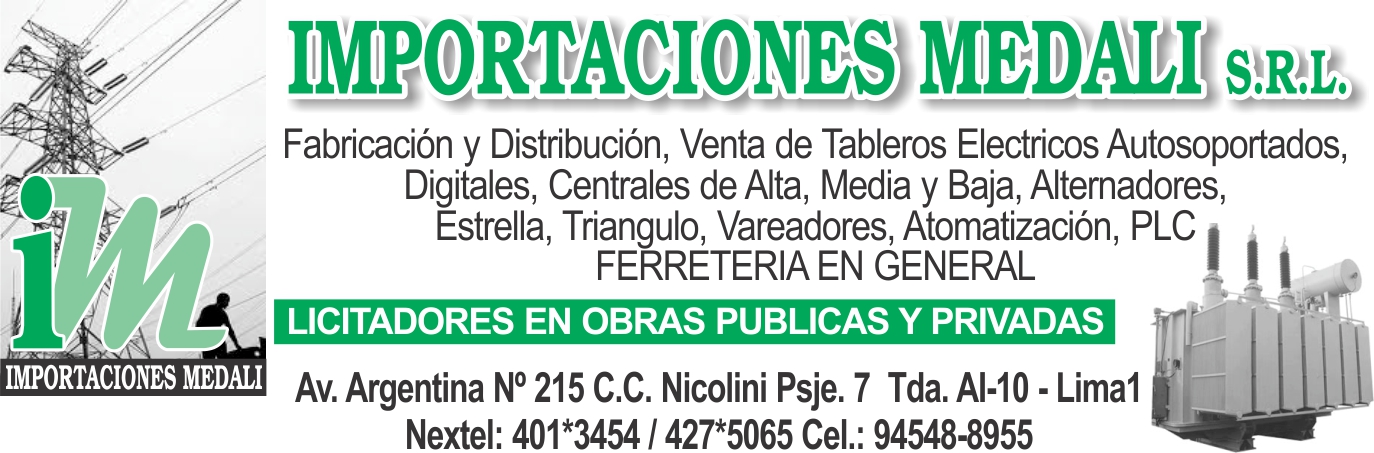 IMPORTACIONES MEDALI S.R.L.
Fabricación y Distribución, Venta de Tableros Electricos Autosoportados,
Digitales, Centrales de Alta, Media y Baja, Alternadores,
Estrella, Triangulo, Vareadores, Atomatización, PLC
FERRETERIA EN GENERAL
LICITADORES EN OBRAS PUBLICAS Y PRIVADAS
Av. Argentina Nº 215 C.C. Nicolini Psje. 7 Tda. AI-10 - Lima1
Nextel: 401*3454 / 427*5065 Cel.: 94548-8955
im
IMPORTACIONES MEDALI